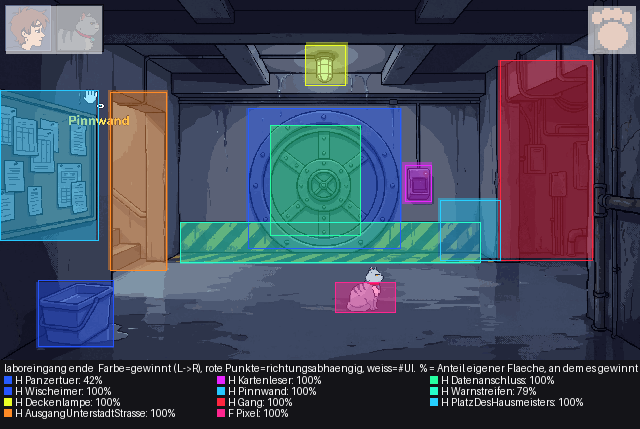 Pinnwand
laboreingang ende Farbe=gewinnt (L->R), rote Punkte=richtungsabhaengig, weiss=#UI. % = Anteil eigener Flaeche, an dem es gewinnt
H Panzertuer: 42%
H Kartenleser: 100%
H Datenanschluss: 100%
H Wischeimer: 100%
H Pinnwand: 100%
H Warnstreifen: 79%
H Deckenlampe: 100%
H Gang: 100%
H PlatzDesHausmeisters: 100%
H AusgangUnterstadtStrasse: 100%
F Pixel: 100%